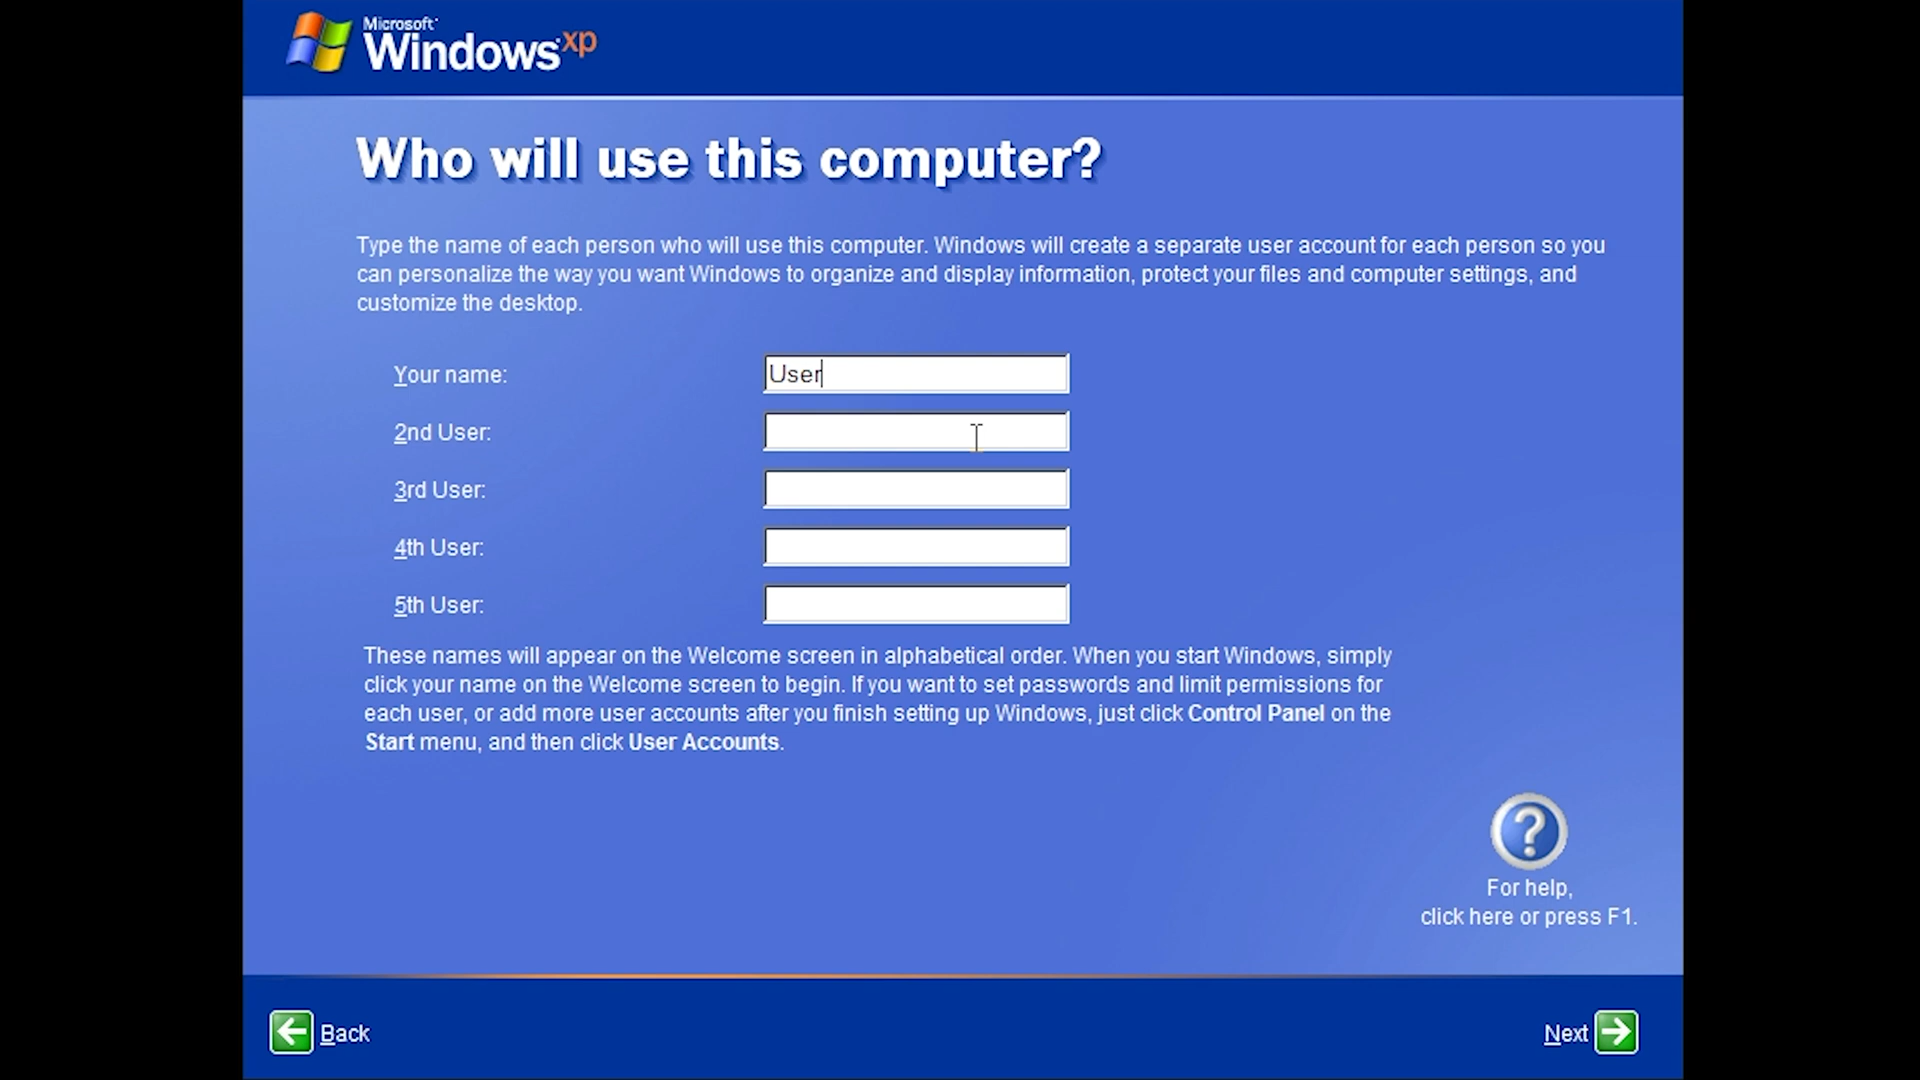 Microsoft
Windows xp
Who will use this computer?
Type the name of each person who will use this computer. Windows will create a separate user account for each person so you
can personalize the way you want Windows to organize and display information, protect your files and computer settings, and
customize the desktop.
Your name: User
2nd User:
3rd User:
4th User:
5th User:
These names will appear on the Welcome screen in alphabetical order. When you start Windows, simply
click your name on the Welcome screen to begin. If you want to set passwords and limit permissions for
each user, or add more user accounts after you finish setting up Windows, just click Control Panel on the
Start menu, and then click User Accounts.
?
For help,
click here or press F1.
Back
Next